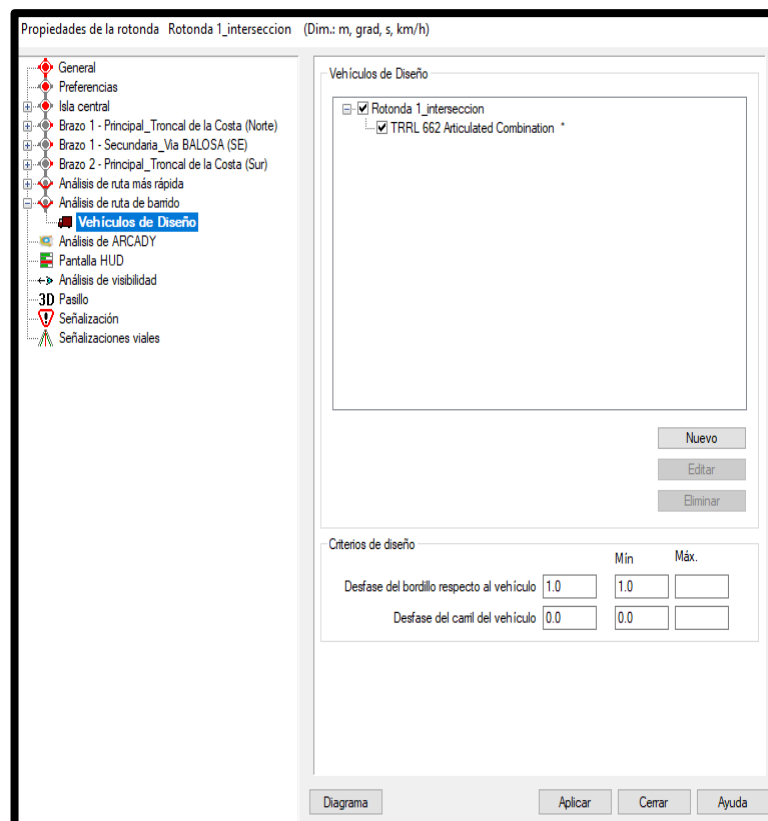 Propiedades de la rotonda Rotonda 1_interseccion (Dim.: m, grad, s, km/h)
General
Preferencias
Isla central
Brazo 1 - Principal_Troncal de la Costa (Norte)
Brazo 1 - Secundaria_Via BALOSA (SE)
Brazo 2 - Principal_Troncal de la Costa (Sur)
Análisis de ruta más rápida
Análisis de ruta de barrido
Vehículos de Diseño
Análisis de ARCADY
Pantalla HUD
Análisis de visibilidad
3D Pasillo
Señalización
Señalizaciones viales
Vehículos de Diseño
Rotonda 1_interseccion
TRRL 662 Articulated Combination *
Nuevo
Editar
Eliminar
Criterios de diseño
Mín Máx.
Desfase del bordillo respecto al vehículo 1.0 1.0
Desfase del carril del vehículo 0.0 0.0
Diagrama Aplicar Cerrar Ayuda